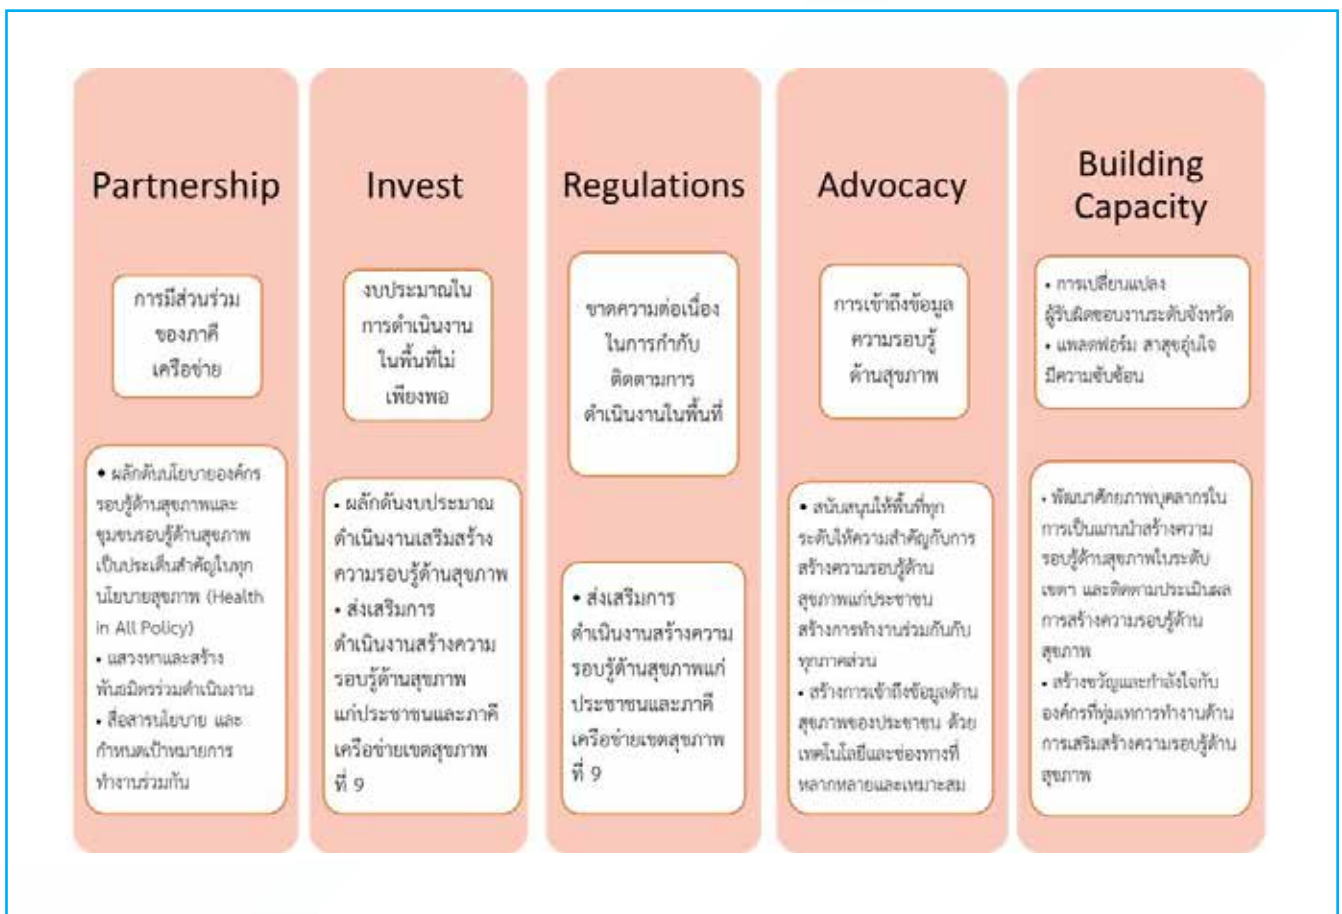 Partnership
การมีส่วนร่วม
ของภาคี
เครือข่าย
• ผลักดันนโยบายองค์กร
รอบรู้ด้านสุขภาพและ
ชุมชนรอบรู้ด้านสุขภาพ
เป็นประเด็นสำคัญในทุก
นโยบายสุขภาพ (Health
in All Policy)
• แสวงหาและสร้าง
พันธมิตรร่วมดำเนินงาน
• สื่อสารนโยบาย และ
กำหนดเป้าหมายการ
ทำงานร่วมกัน
Invest
งบประมาณใน
การดำเนินงาน
ในพื้นที่ไม่
เพียงพอ
• ผลักดันงบประมาณ
ดำเนินงานเสริมสร้าง
ความรอบรู้ด้านสุขภาพ
• ส่งเสริมการ
ดำเนินงานสร้างความ
รอบรู้ด้านสุขภาพ
แก่ประชาชนและภาคี
เครือข่ายเขตสุขภาพ
ที่ 9
Regulations
ขาดความต่อเนื่อง
ในการกำกับ
ติดตามการ
ดำเนินงานในพื้นที่
• ส่งเสริมการ
ดำเนินงานสร้างความ
รอบรู้ด้านสุขภาพแก่
ประชาชนและภาคี
เครือข่ายเขตสุขภาพ
ที่ 9
Advocacy
การเข้าถึงข้อมูล
ความรอบรู้
ด้านสุขภาพ
• สนับสนุนให้พื้นที่ทุก
ระดับให้ความสำคัญกับการ
สร้างความรอบรู้ด้าน
สุขภาพแก่ประชาชน
สร้างการทำงานร่วมกันกับ
ทุกภาคส่วน
• สร้างการเข้าถึงข้อมูลด้าน
สุขภาพของประชาชน ด้วย
เทคโนโลยีและช่องทางที่
หลากหลายและเหมาะสม
Building
Capacity
• การเปลี่ยนแปลง
ผู้รับผิดชอบงานระดับจังหวัด
• แพลตฟอร์ม สาสุขอุ่นใจ
มีความซับซ้อน
• พัฒนาศักยภาพบุคลากรใน
การเป็นแกนนำสร้างความ
รอบรู้ด้านสุขภาพในระดับ
เขตฯ และติดตามประเมินผล
การสร้างความรอบรู้ด้าน
สุขภาพ
• สร้างขวัญและกำลังใจกับ
องค์กรที่ทุ่มเทการทำงานด้าน
การเสริมสร้างความรอบรู้ด้าน
สุขภาพ